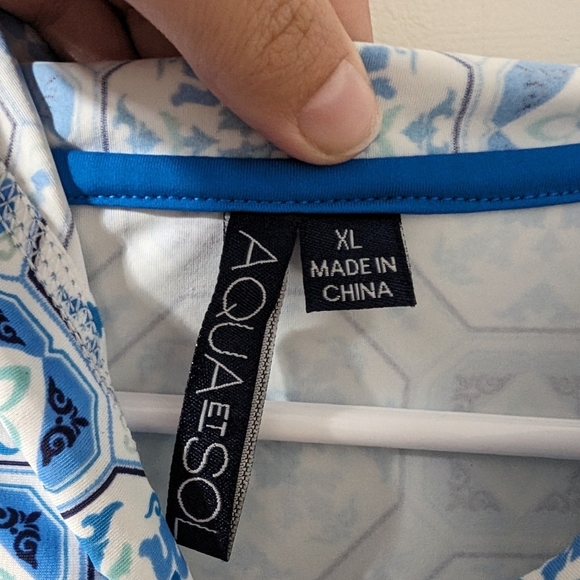 AQUA ET SOL
XL
MADE IN
CHINA